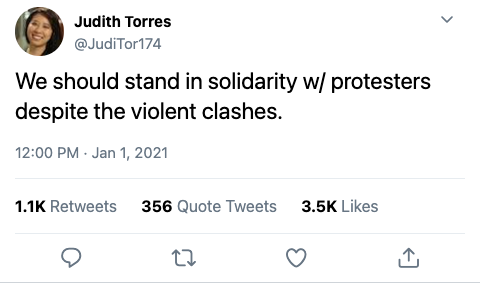 Judith Torres
@JudiTor174
We should stand in solidarity w/ protesters
despite the violent clashes.
12:00 PM · Jan 1, 2021
1.1K Retweets 356 Quote Tweets 3.5K Likes